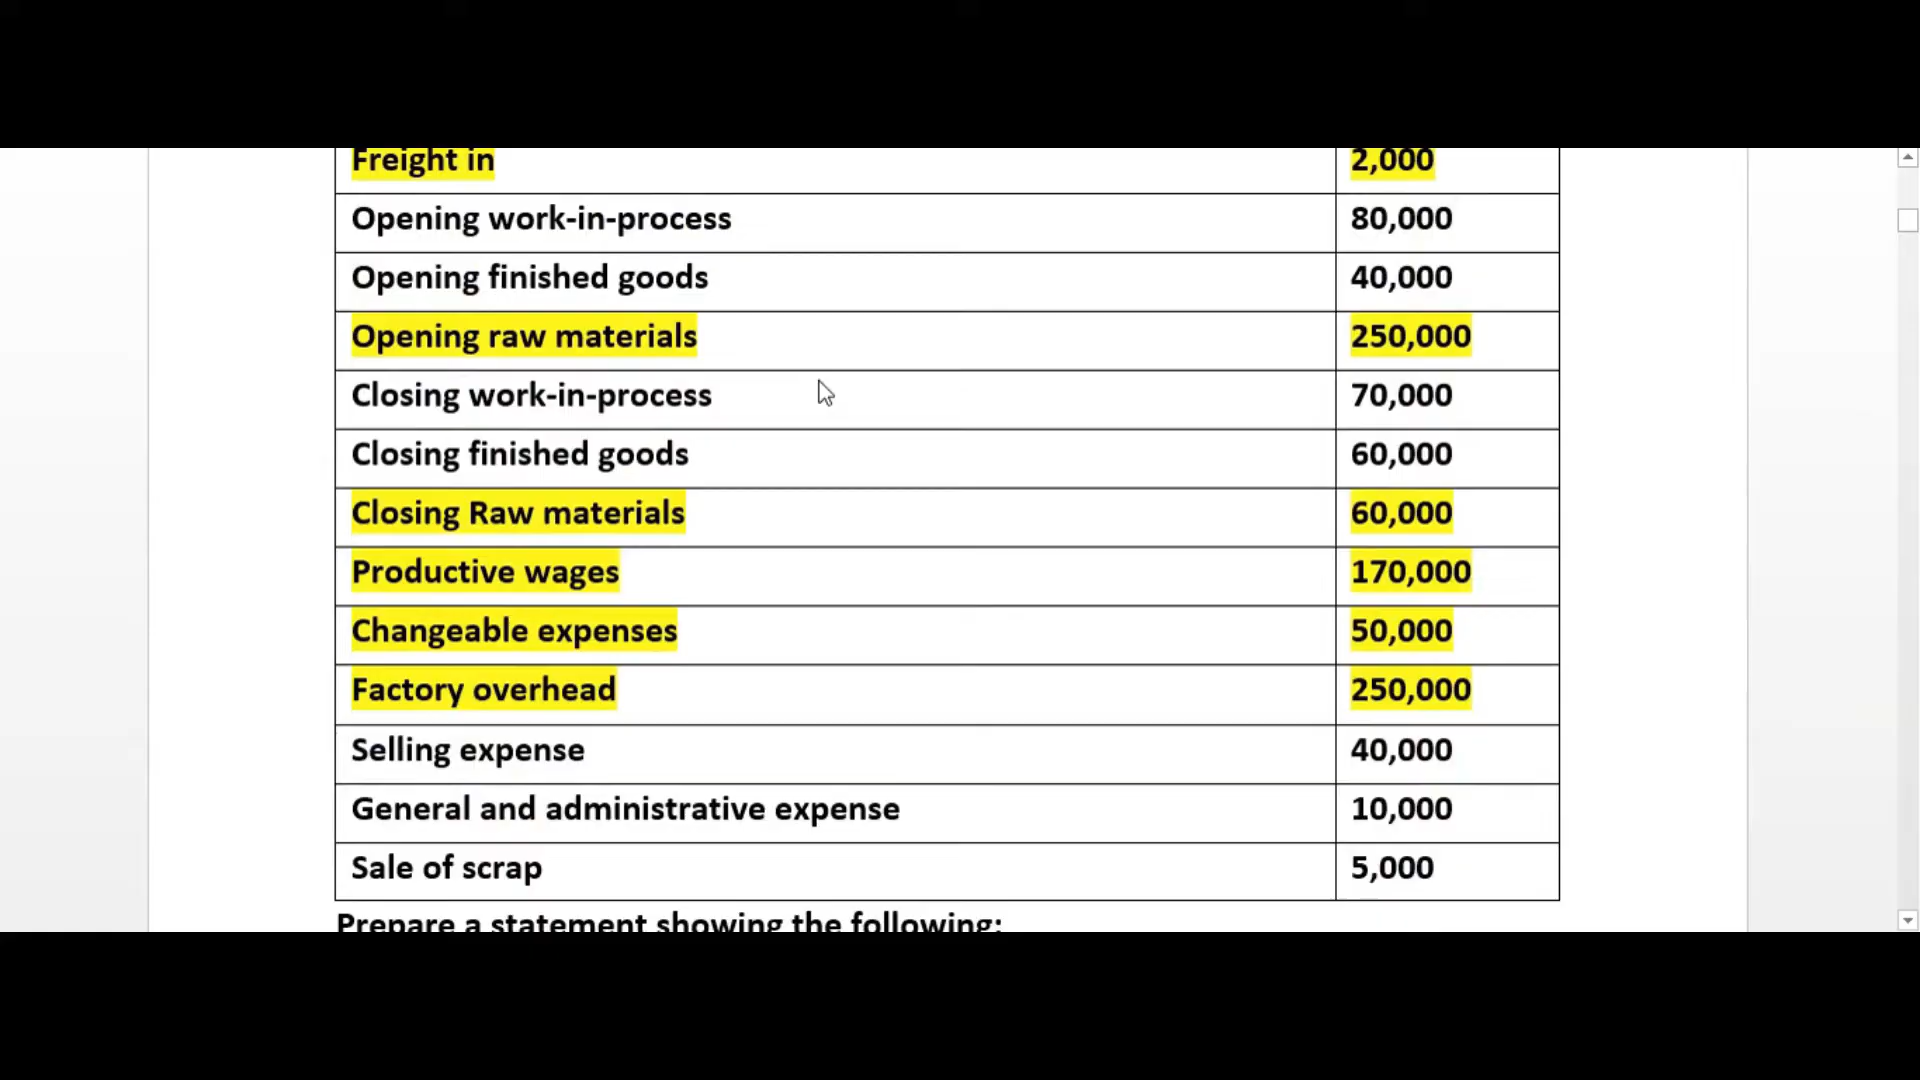 Freight in 2,000
Opening work-in-process 80,000
Opening finished goods 40,000
Opening raw materials 250,000
Closing work-in-process 70,000
Closing finished goods 60,000
Closing Raw materials 60,000
Productive wages 170,000
Changeable expenses 50,000
Factory overhead 250,000
Selling expense 40,000
General and administrative expense 10,000
Sale of scrap 5,000
Prepare a statement showing the following: